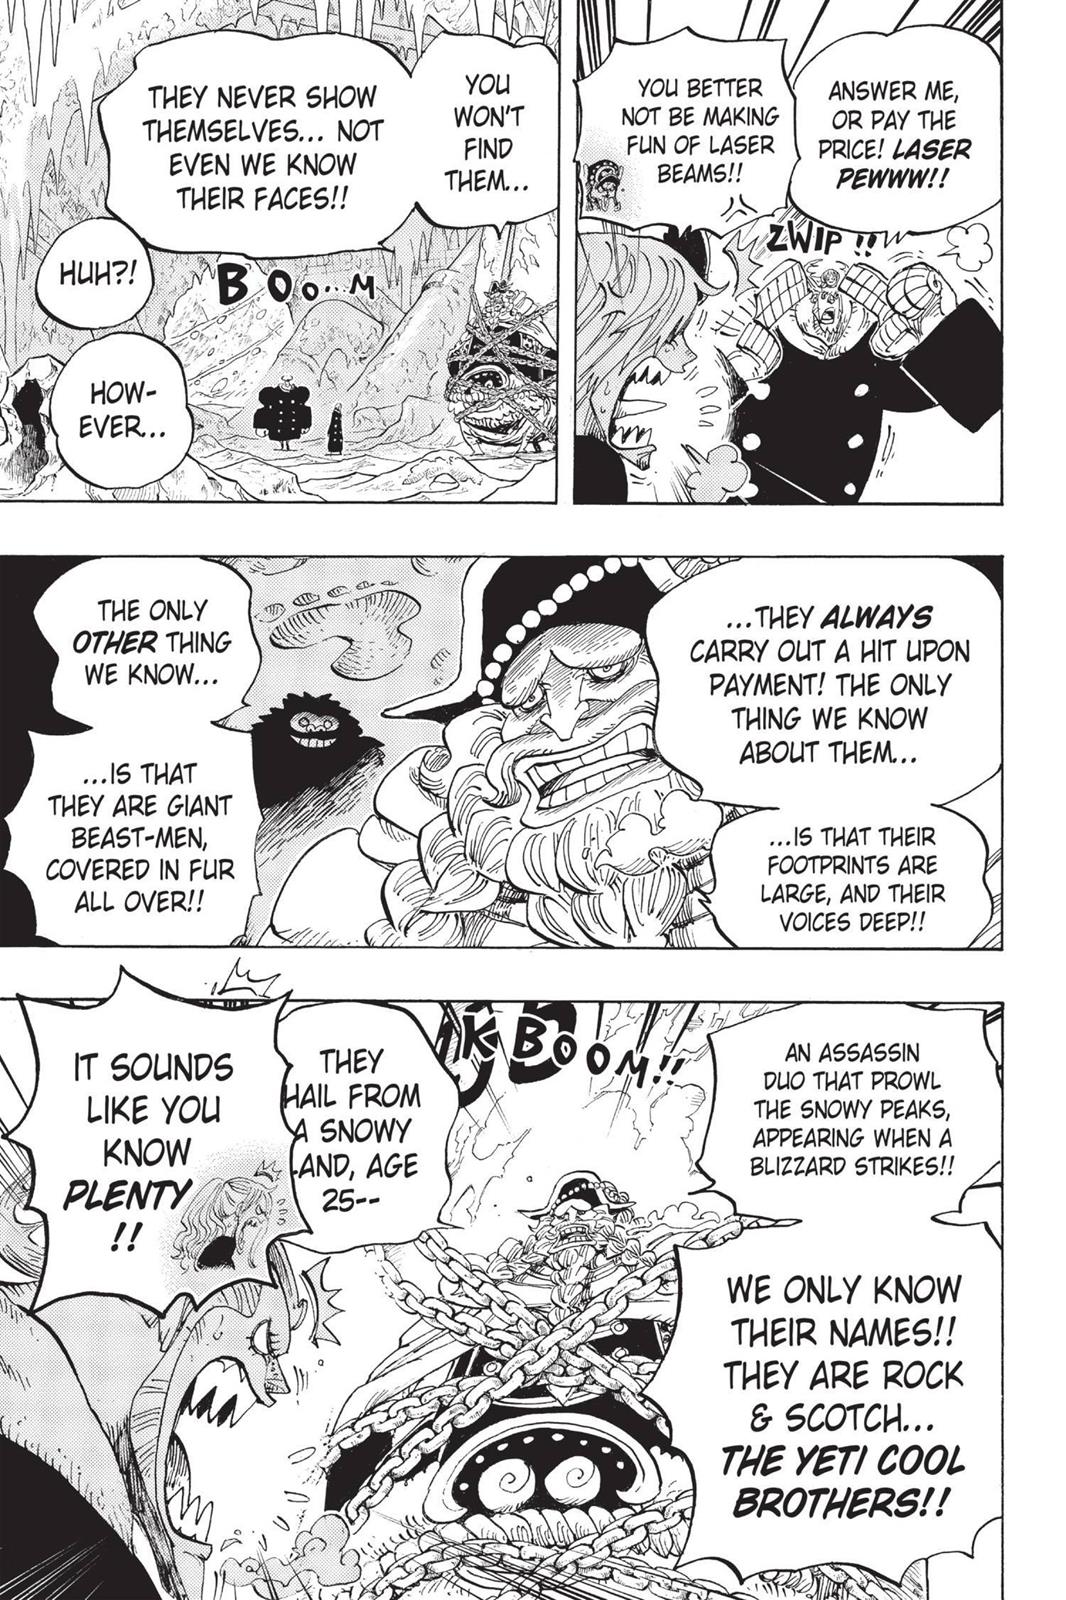 ANSWER ME,
OR PAY THE
PRICE! LASER
PEWWW!!
YOU BETTER
NOT BE MAKING
FUN OF LASER
BEAMS!!
ZWIP!!
YOU
WON'T
FIND
THEM...
THEY NEVER SHOW
THEMSELVES... NOT
EVEN WE KNOW
THEIR FACES!!
BOO...M
HUH?!
HOW-
EVER...
...THEY ALWAYS
CARRY OUT A HIT UPON
PAYMENT! THE ONLY
THING WE KNOW
ABOUT THEM...
...IS THAT THEIR
FOOTPRINTS ARE
LARGE, AND THEIR
VOICES DEEP!!
THE ONLY
OTHER THING
WE KNOW...
...IS THAT
THEY ARE GIANT
BEAST-MEN,
COVERED IN FUR
ALL OVER!!
AN ASSASSIN
DUO THAT PROWL
THE SNOWY PEAKS,
APPEARING WHEN A
BLIZZARD STRIKES!!
KBOOM!!
WE ONLY KNOW
THEIR NAMES!!
THEY ARE ROCK
& SCOTCH...
THE YETI COOL
BROTHERS!!
THEY
HAIL FROM
A SNOWY
LAND, AGE
25--
IT SOUNDS
LIKE YOU
KNOW
PLENTY
!!